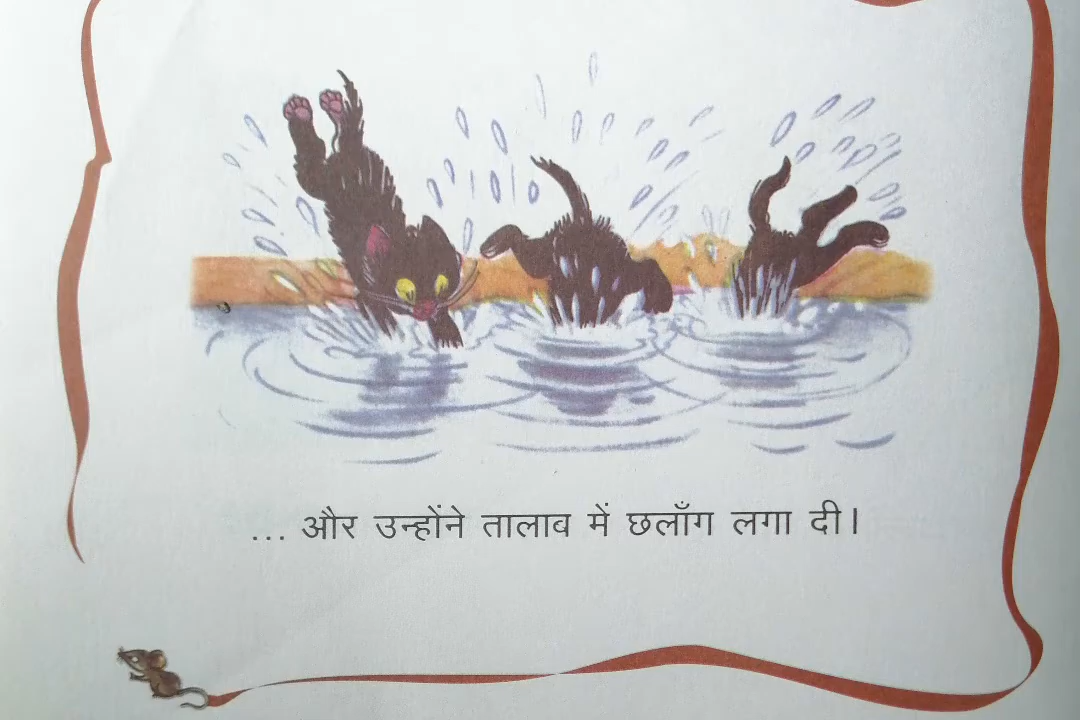 ... और उन्होंने तालाब में छलाँग लगा दी।